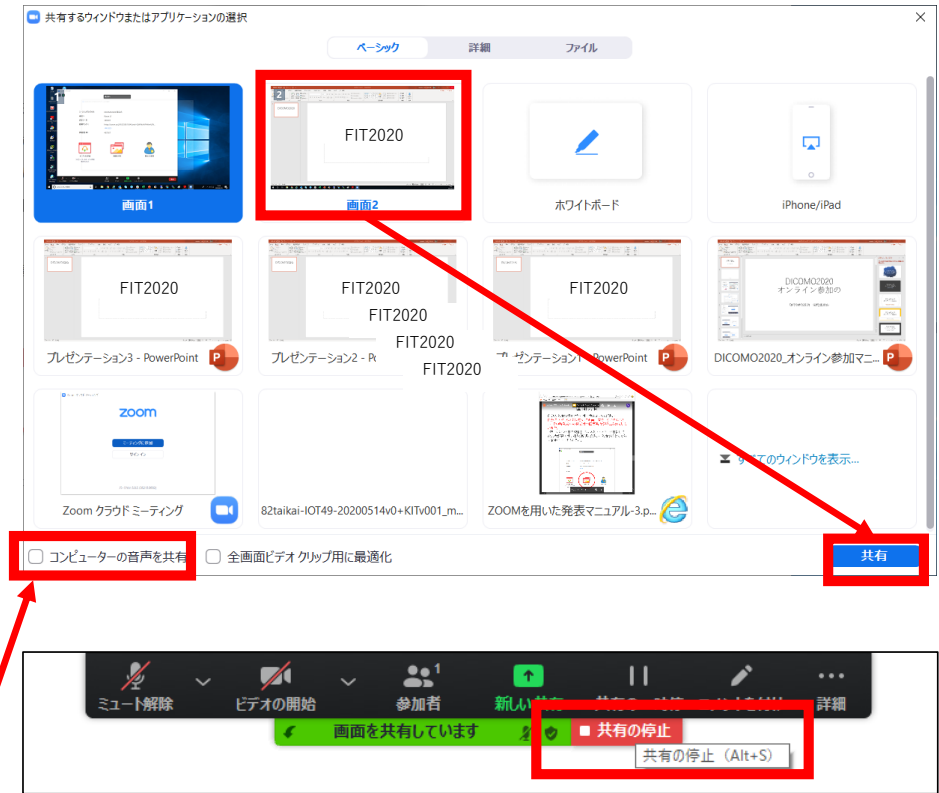 共有するウィンドウまたはアプリケーションの選択
ベーシック 詳細 ファイル
2
FIT2020
画面1 画面2 ホワイトボード iPhone/iPad
FIT2020 FIT2020 FIT2020
DICOMO2020
オンライン参加の
FIT2020
FIT2020
FIT2020
プレゼンテーション3 - PowerPoint プレゼンテーション2 - PowerPoint DICOMO2020_オンライン参加マニ...
zoom
ミーティングに参加
サインイン
すべてのウィンドウを表示...
Zoom クラウド ミーティング 82taikai-IOT49-20200514v0+KITv001_m... ZOOMを用いた発表マニュアル-3.p...
コンピューターの音声を共有 全画面ビデオ クリップ用に最適化 共有
1
ミュート解除 ビデオの開始 参加者 新しい共有 詳細
画面を共有しています 共有の停止
共有の停止（Alt+S）